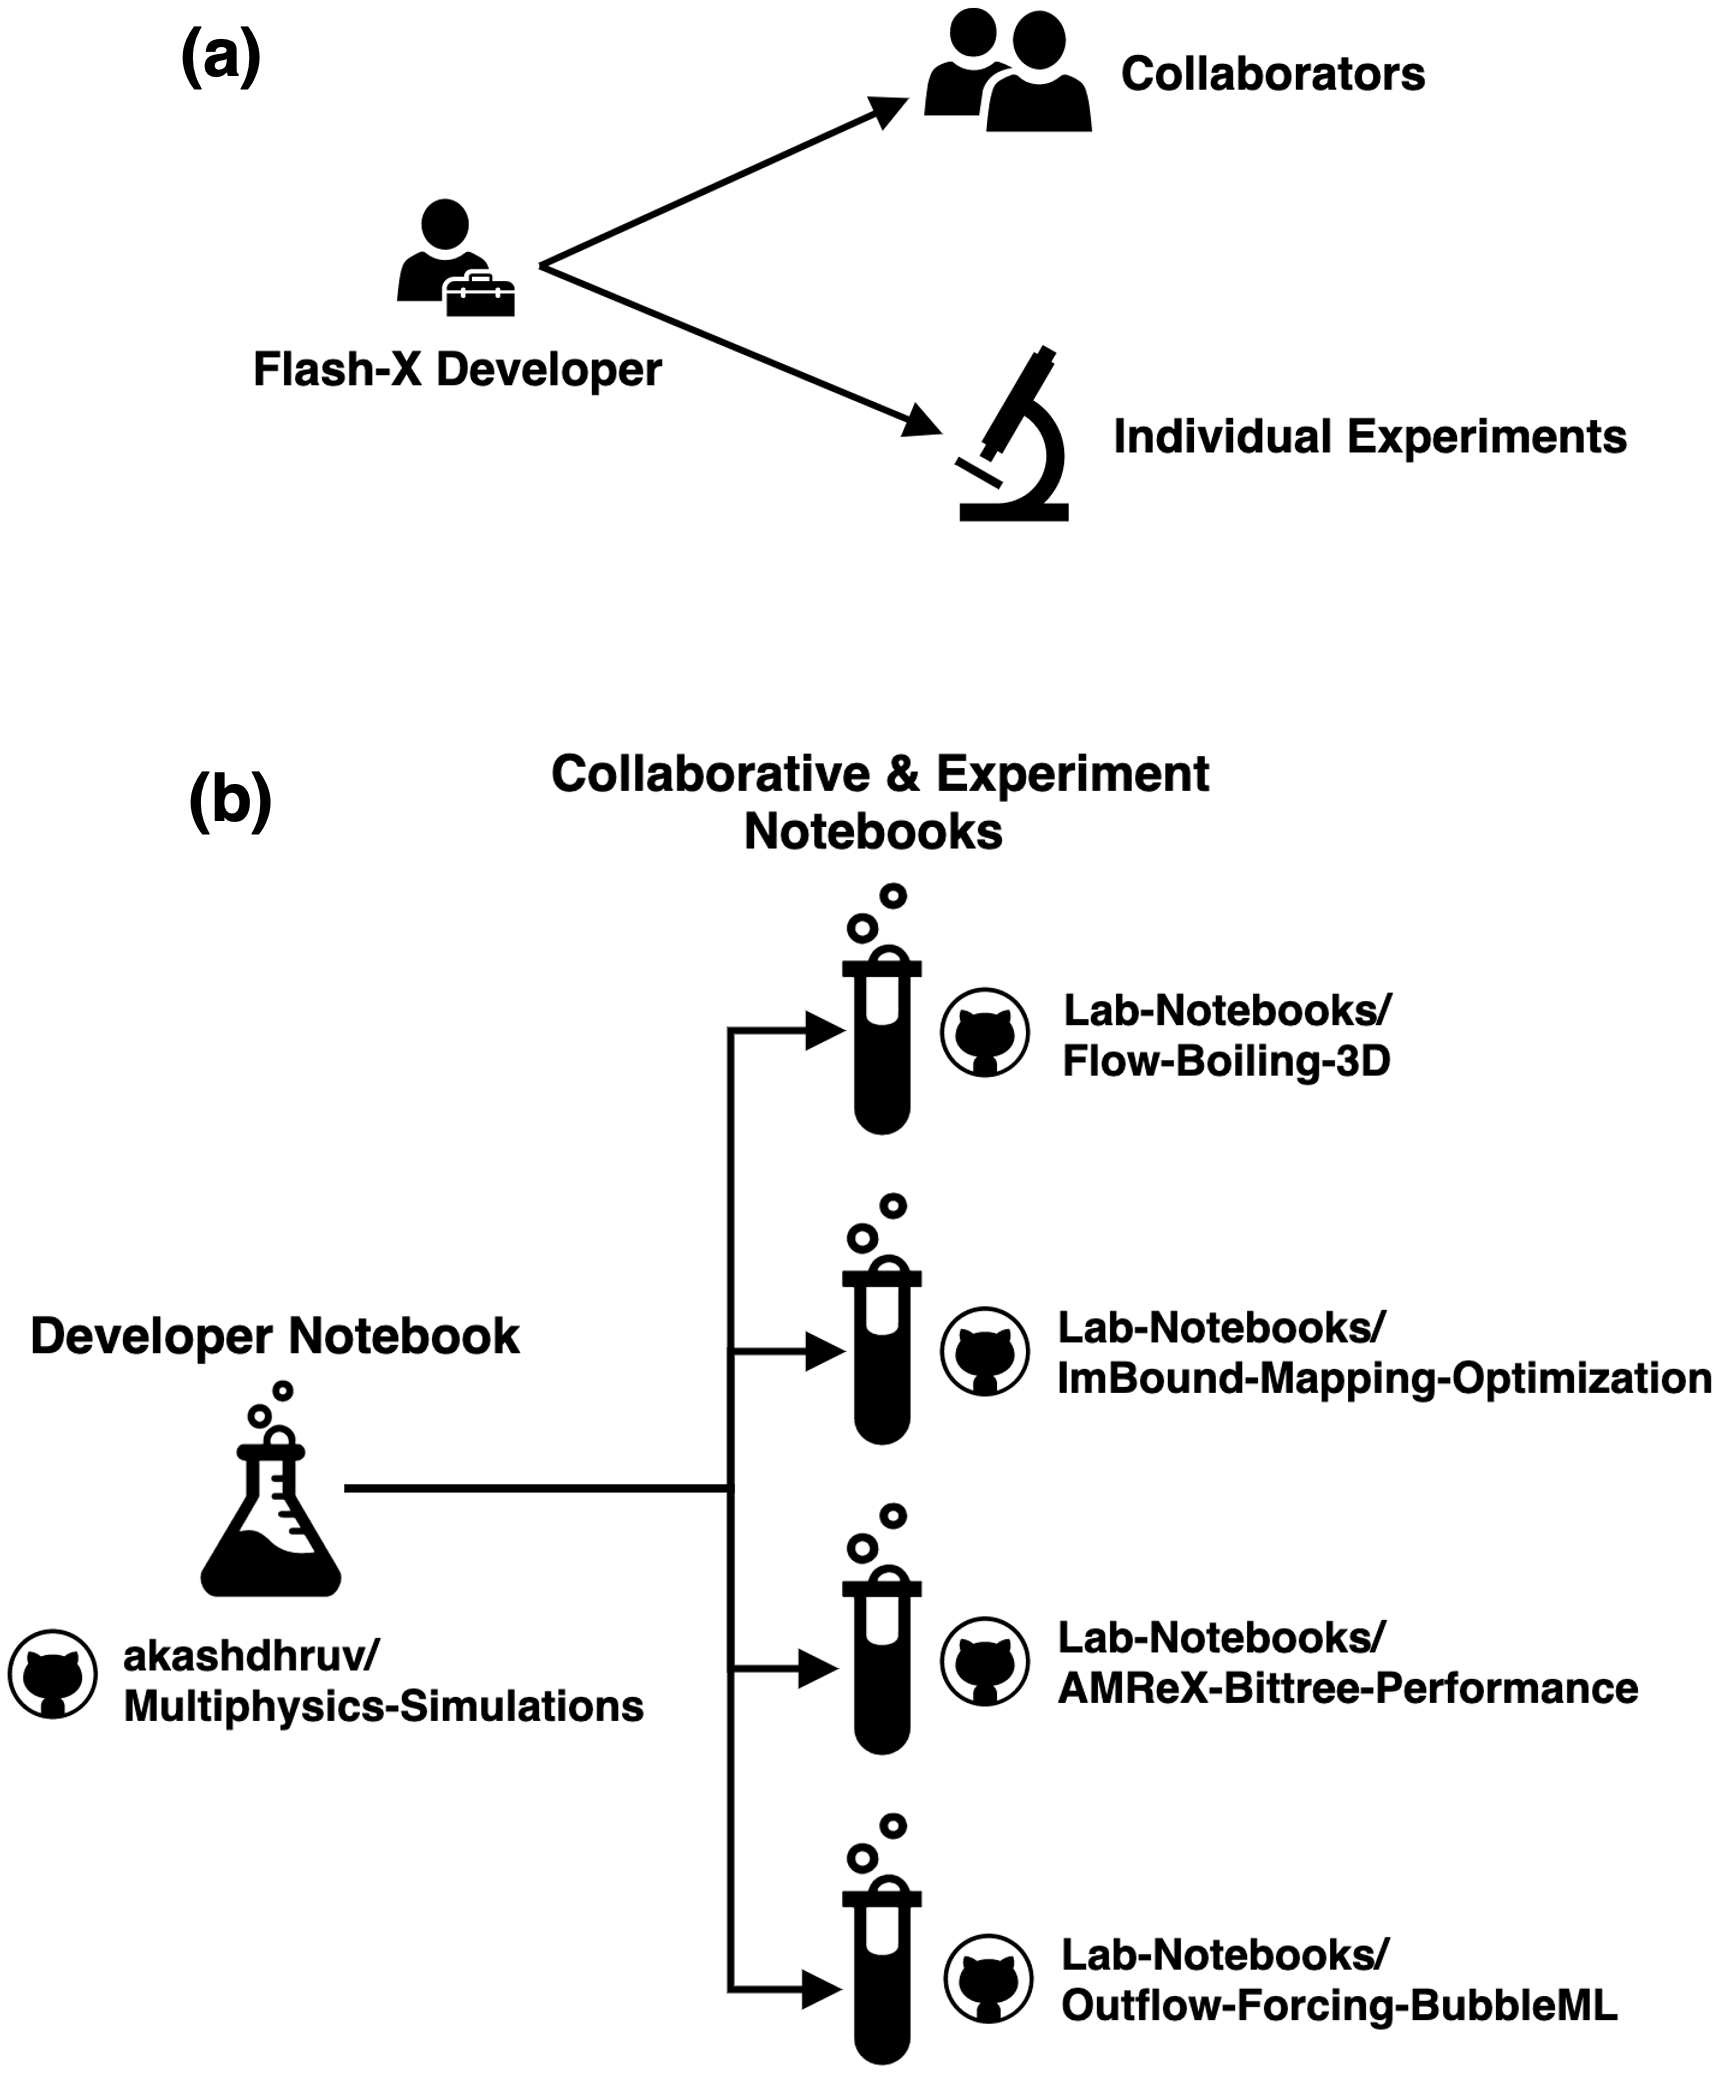 (a)
Collaborators
Flash-X Developer
Individual Experiments
(b)
Collaborative & Experiment
Notebooks
Lab-Notebooks/
Flow-Boiling-3D
Lab-Notebooks/
ImBound-Mapping-Optimization
Developer Notebook
akashdhruv/
Multiphysics-Simulations
Lab-Notebooks/
AMReX-Bittree-Performance
Lab-Notebooks/
Outflow-Forcing-BubbleML